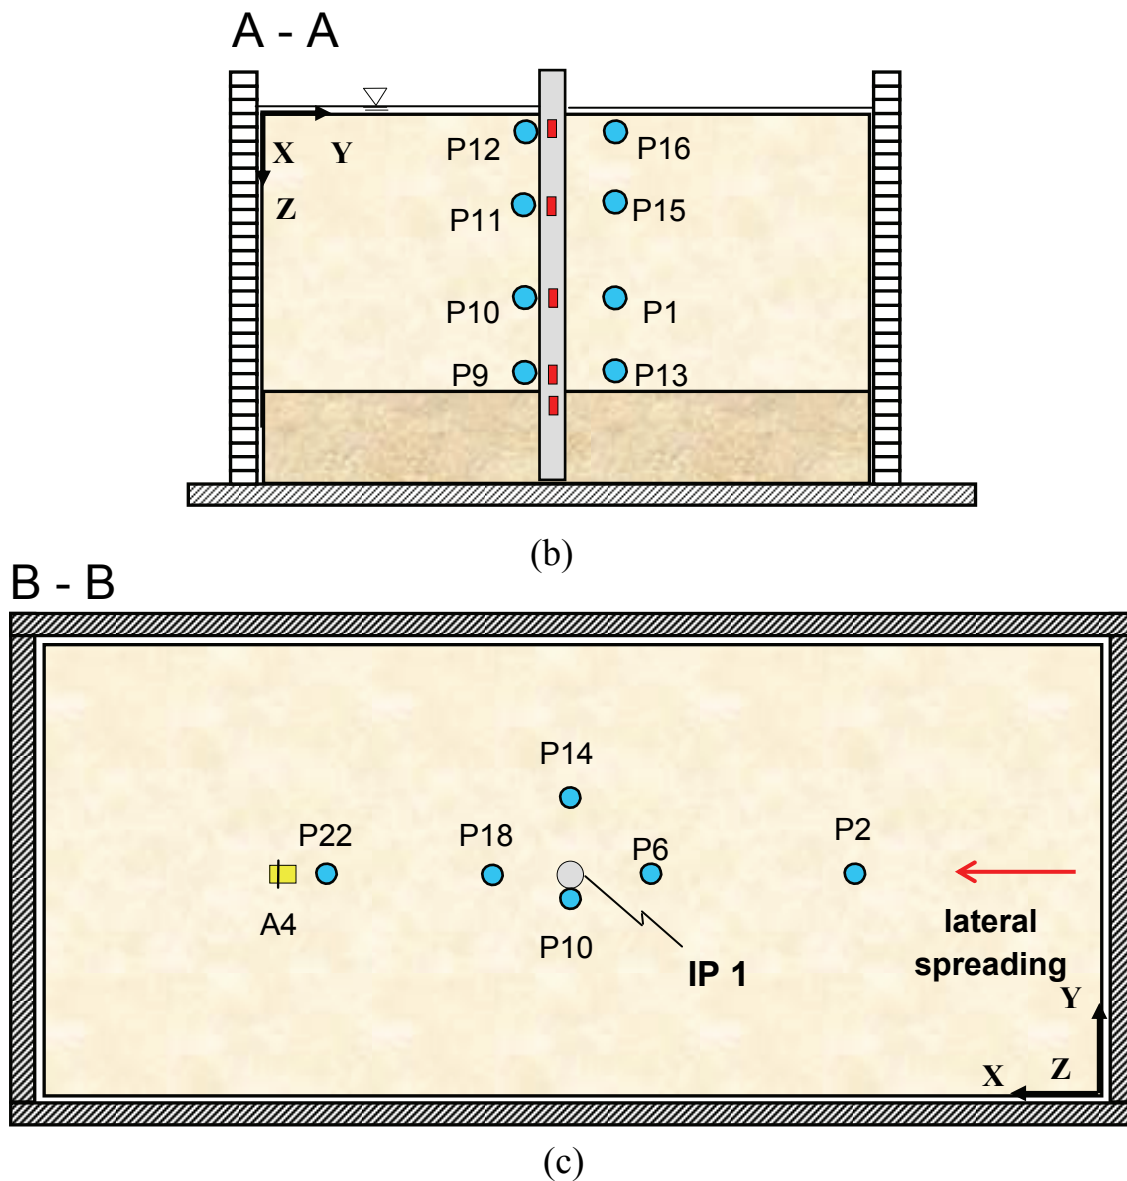 A - A
P12
P16
X
Y
Z
P11
P15
P10
P1
P9
P13
(b)
B - B
P14
P22
P18
P6
P2
A4
P10
IP 1
lateral
spreading
Y
X
Z
(c)